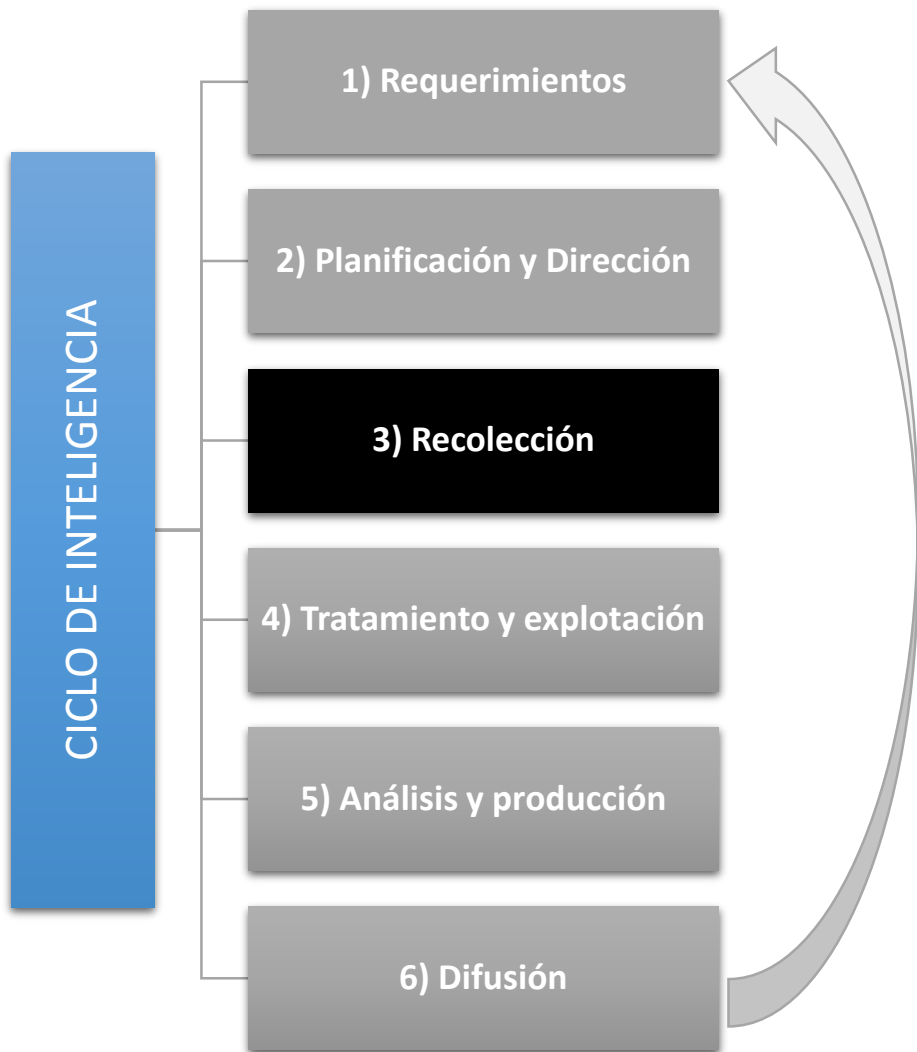 CICLO DE INTELIGENCIA
1) Requerimientos
2) Planificación y Dirección
3) Recolección
4) Tratamiento y explotación
5) Análisis y producción
6) Difusión